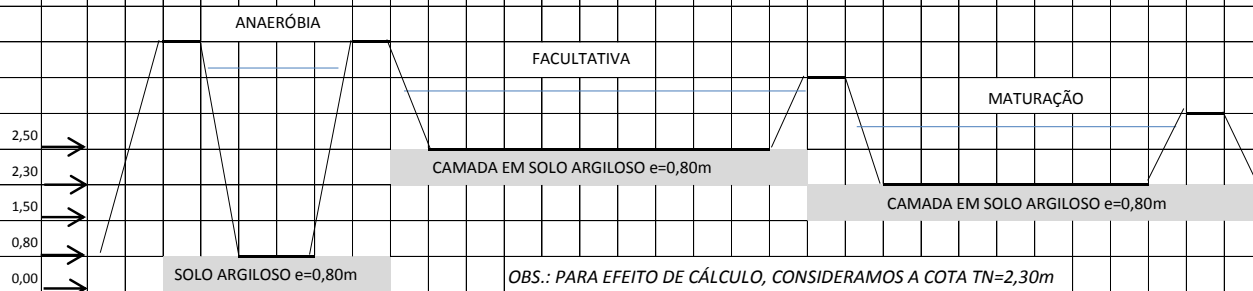 ANAERÓBIA
FACULTATIVA
MATURAÇÃO
2,50
CAMADA EM SOLO ARGILOSO e=0,80m
2,30
CAMADA EM SOLO ARGILOSO e=0,80m
1,50
0,80
SOLO ARGILOSO e=0,80m
OBS.: PARA EFEITO DE CÁLCULO, CONSIDERAMOS A COTA TN=2,30m
0,00